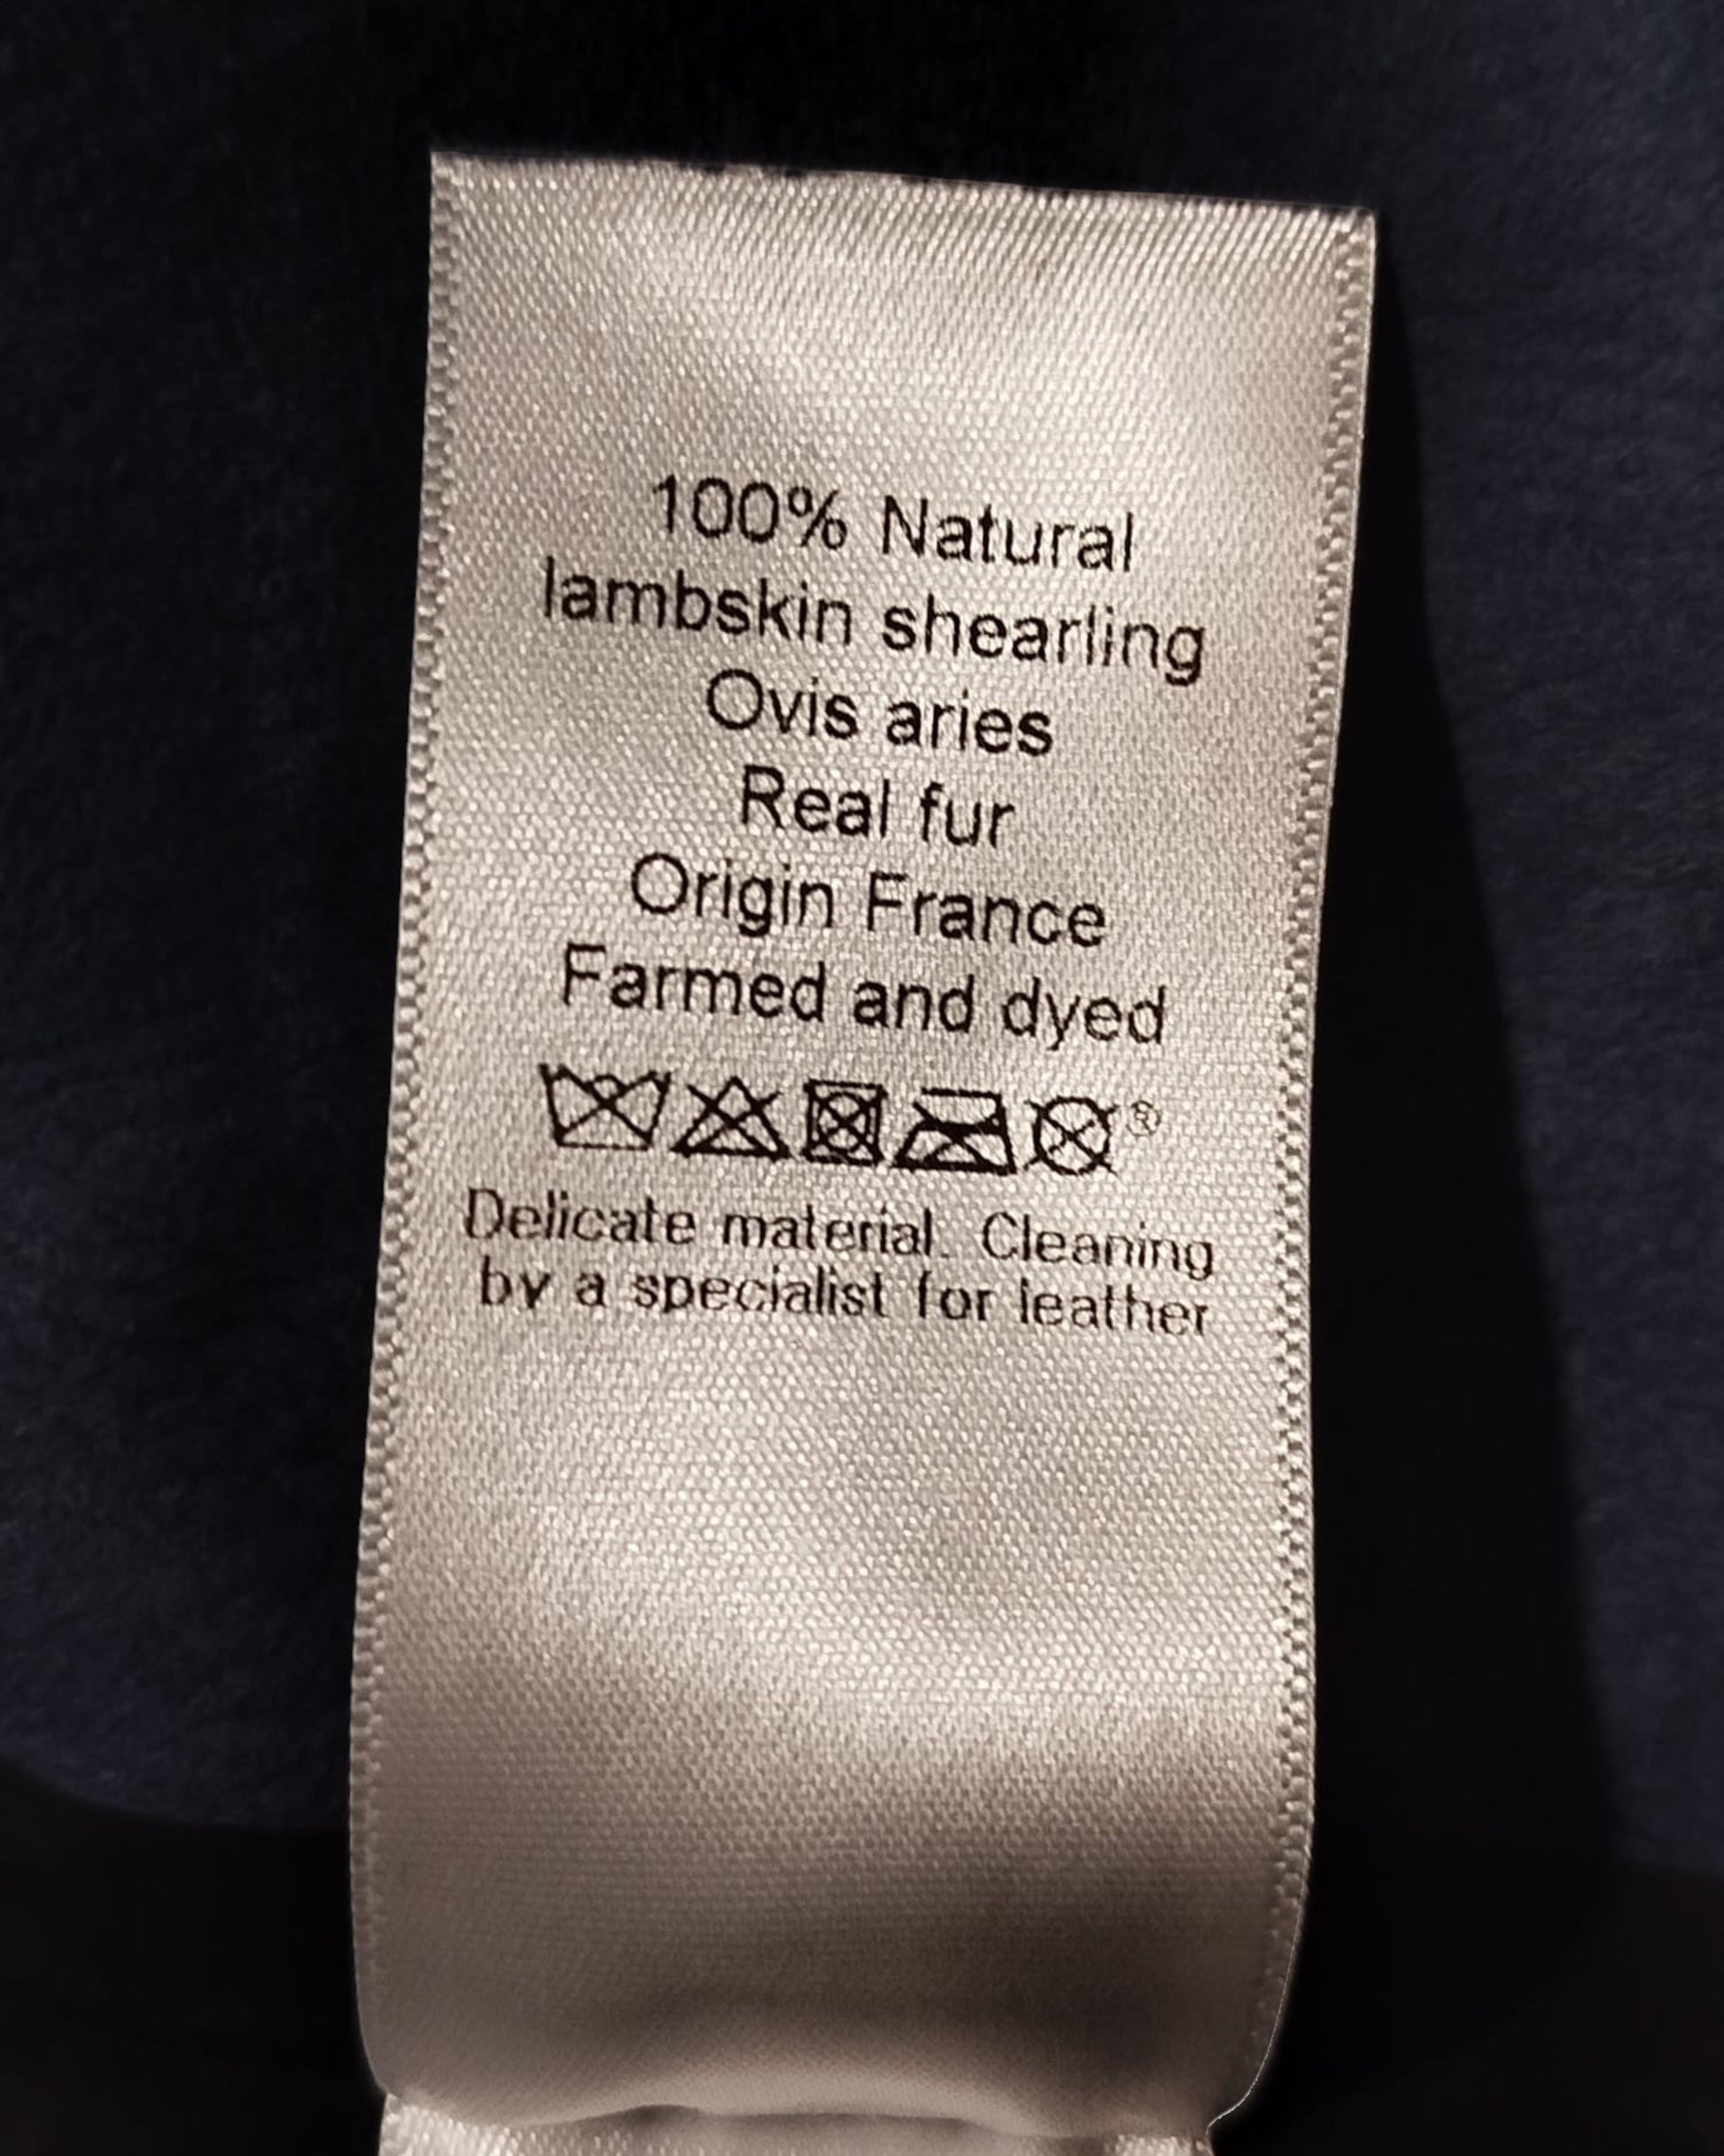 100% Natural
lambskin shearling
Ovis aries
Real fur
Origin France
Farmed and dyed
®
Delicate material. Cleaning
by a specialist for leather